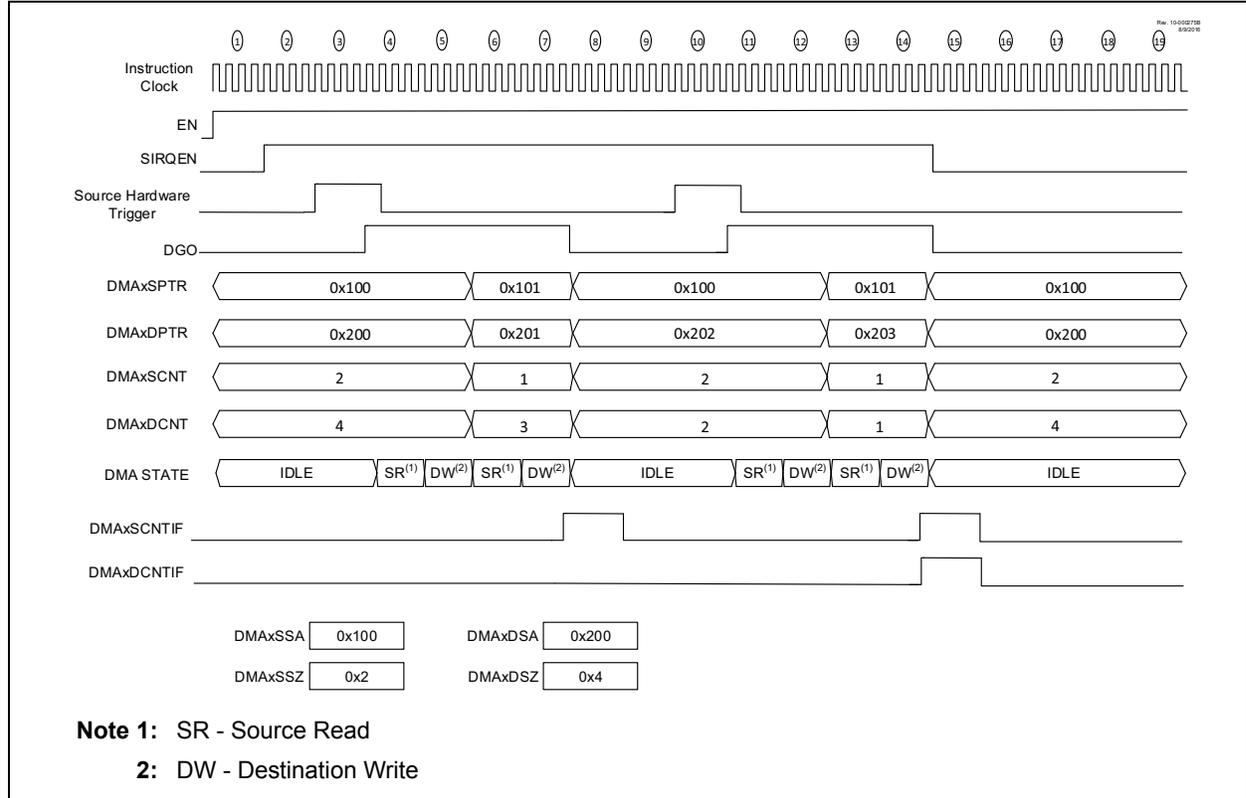 Rev. 10-000275B
8/9/2016
1 2 3 4 5 6 7 8 9 10 11 12 13 14 15 16 17 18 19
Instruction
Clock
EN
SIRQEN
Source Hardware
Trigger
DGO
DMAxSPTR 0x100 0x101 0x100 0x101 0x100
DMAxDPTR 0x200 0x201 0x202 0x203 0x200
DMAxSCNT 2 1 2 1 2
DMAxDCNT 4 3 2 1 4
DMA STATE IDLE SR(1) DW(2) SR(1) DW(2) IDLE SR(1) DW(2) SR(1) DW(2) IDLE
DMAxSCNTIF
DMAxDCNTIF
DMAxSSA 0x100 DMAxDSA 0x200
DMAxSSZ 0x2 DMAxDSZ 0x4
Note 1: SR - Source Read
2: DW - Destination Write